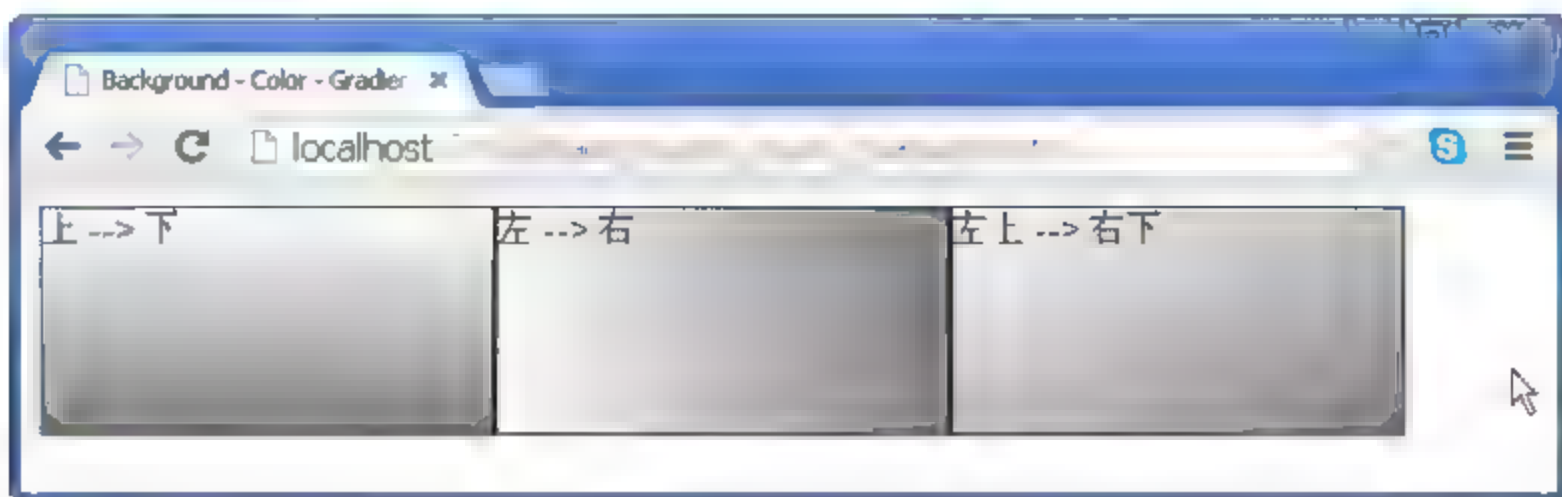 Background - Color - Gradier
localhost
上 --> 下
左 --> 右
左上 --> 右下